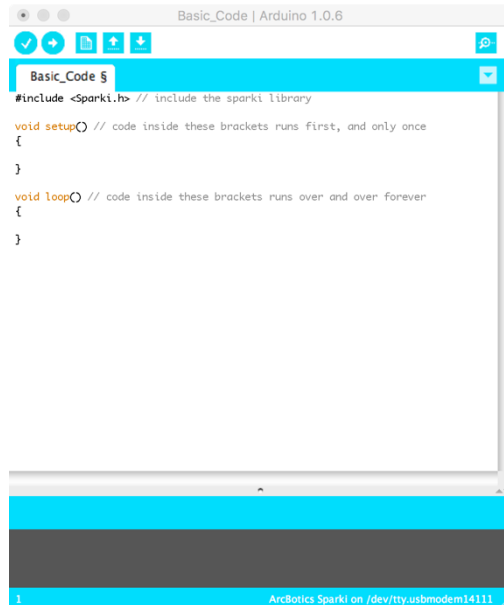 Basic_Code | Arduino 1.0.6
Basic_Code §
#include <Sparki.h> // include the sparki library
void setup() // code inside these brackets runs first, and only once
{
}
void loop() // code inside these brackets runs over and over forever
{
}
1 ArcBotics Sparki on /dev/tty.usbmodem14111